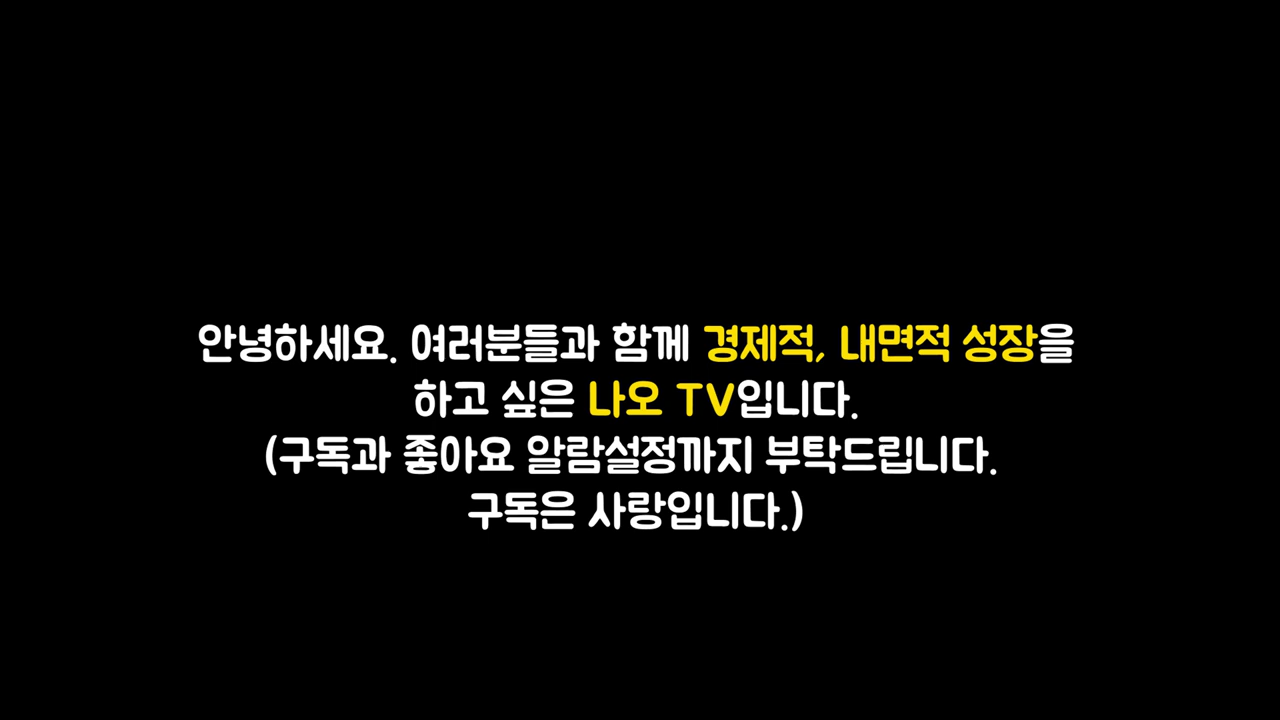 안녕하세요. 여러분들과 함께 경제적, 내면적 성장을
하고 싶은 나오 TV입니다.
(구독과 좋아요 알람설정까지 부탁드립니다.
구독은 사랑입니다.)